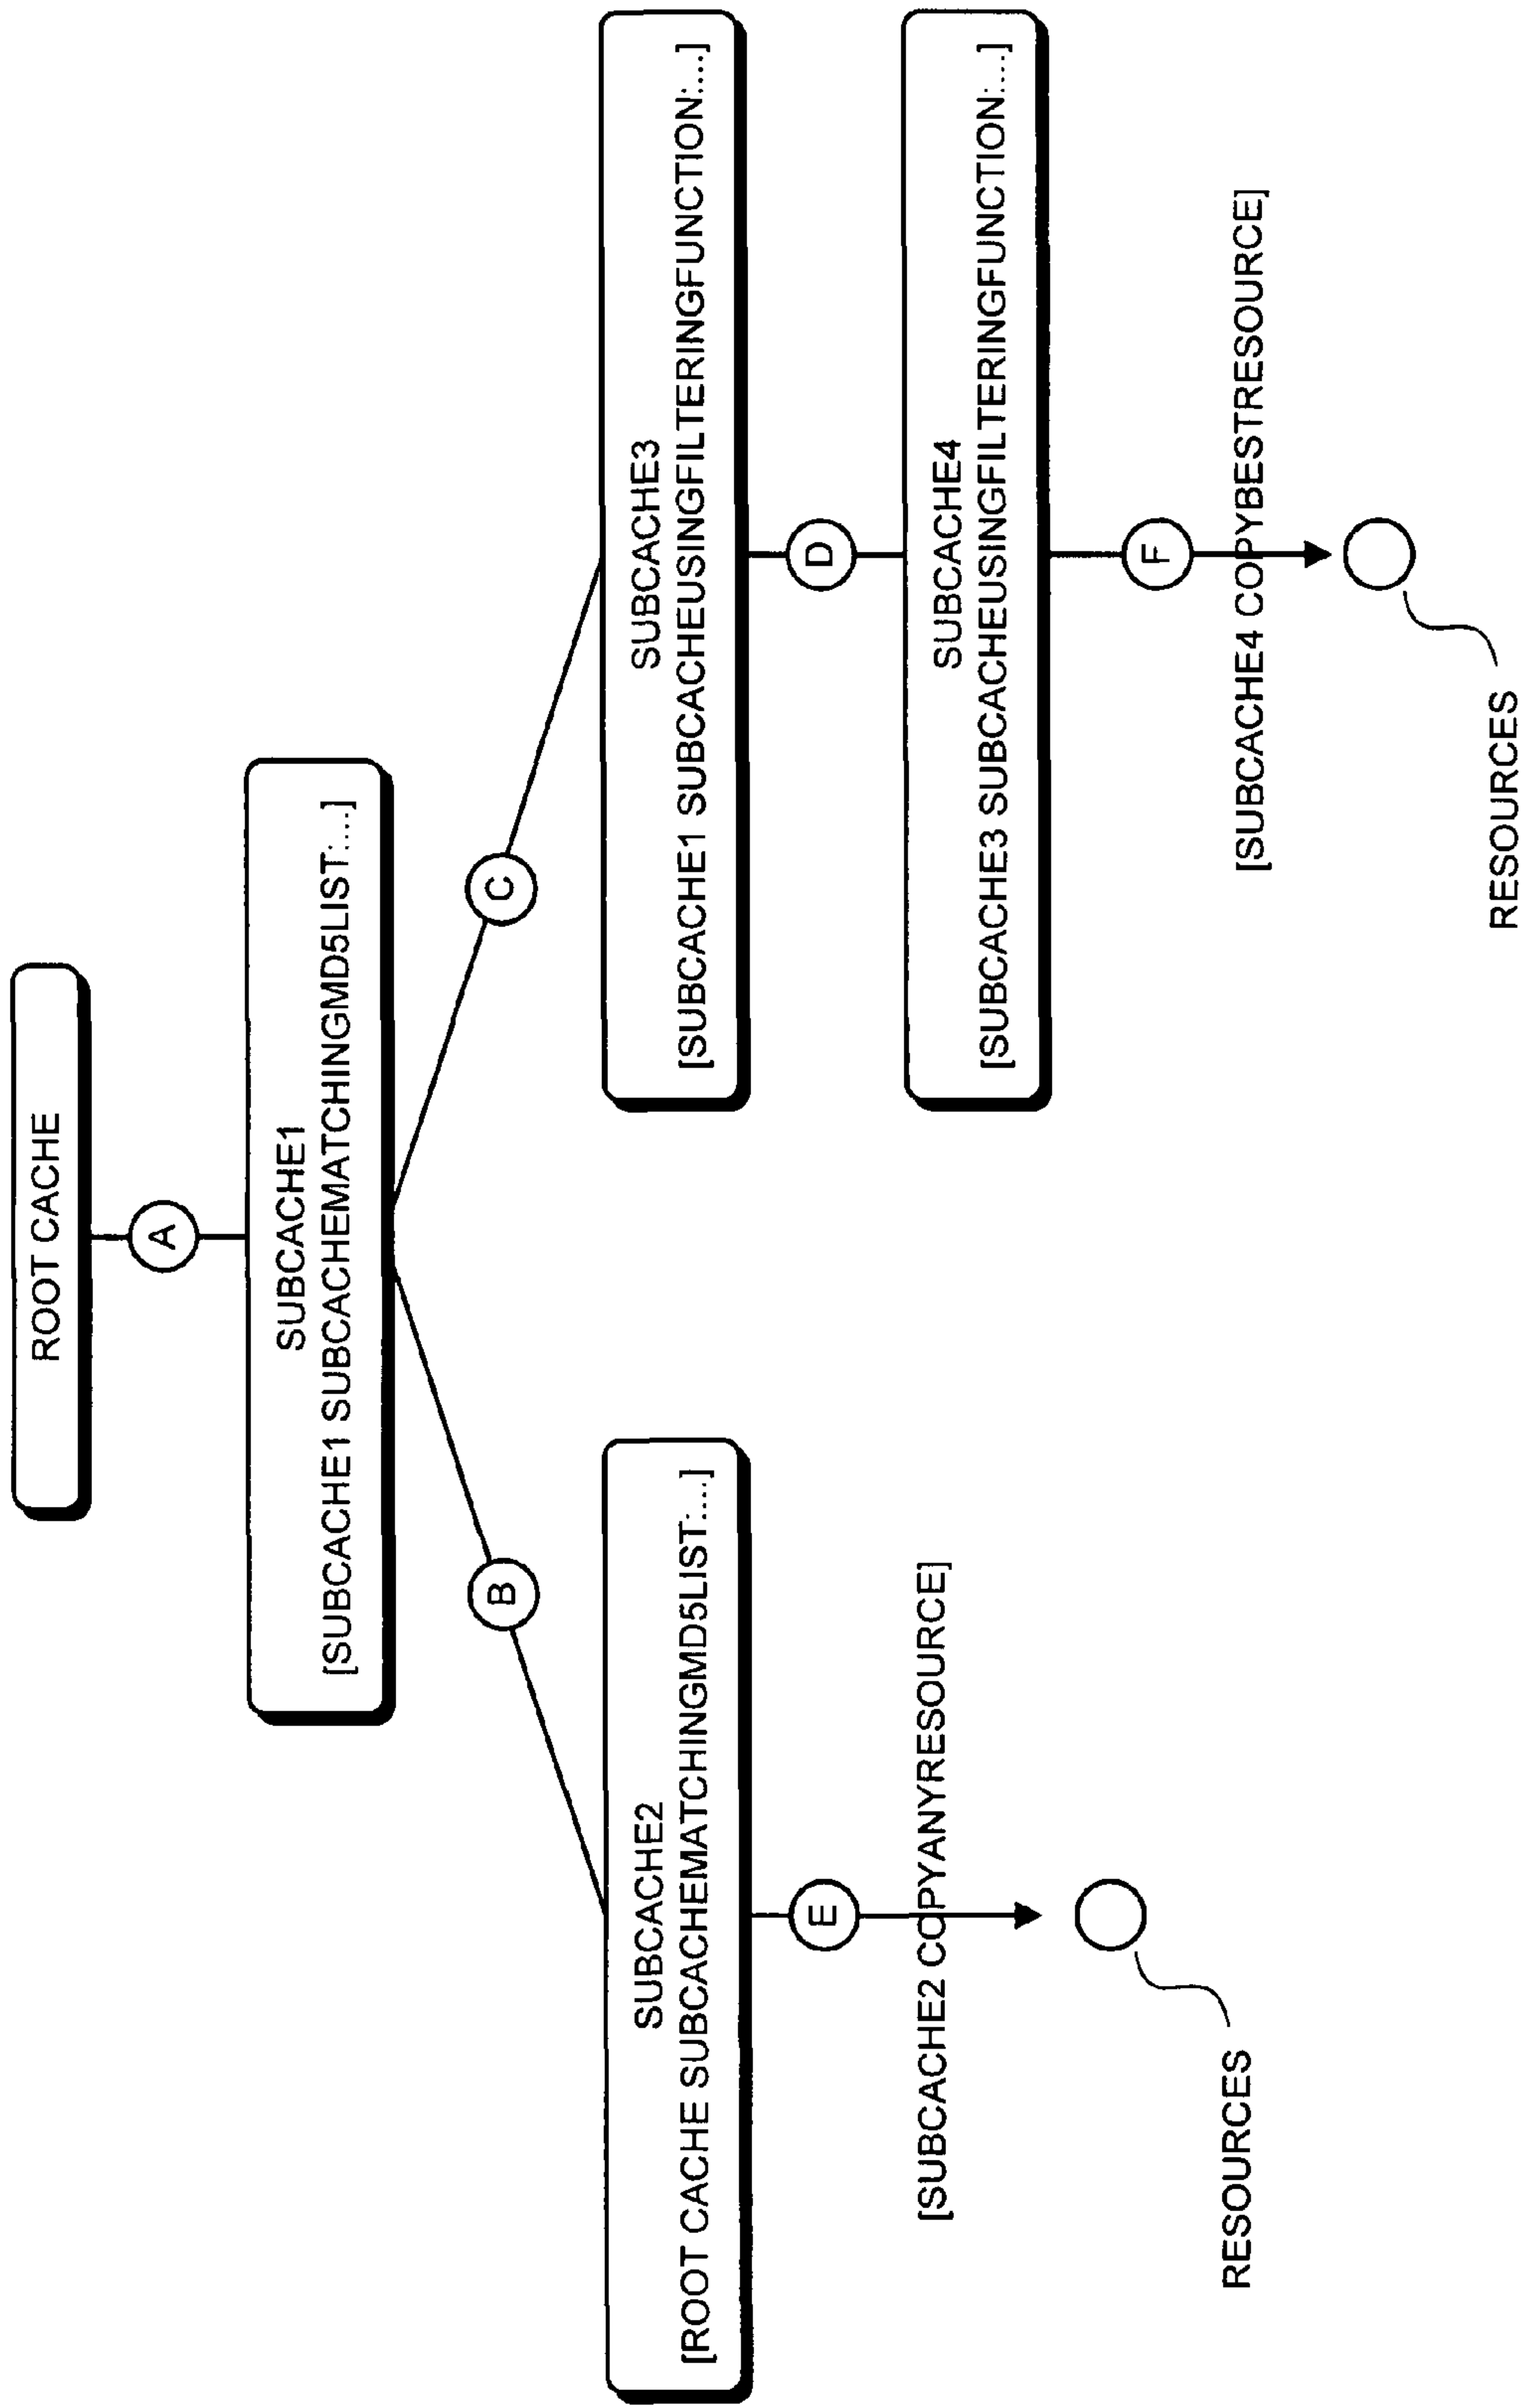 ROOT CACHE
A
SUBCACHE1
[SUBCACHE1 SUBCACHEMATCHINGMD5LIST:...]
B
C
SUBCACHE2
[ROOT CACHE SUBCACHEMATCHINGMD5LIST:...]
SUBCACHE3
[SUBCACHE1 SUBCACHEUSINGFILTERINGFUNCTION:...]
E
D
[SUBCACHE2 COPYANYRESOURCE]
SUBCACHE4
[SUBCACHE3 SUBCACHEUSINGFILTERINGFUNCTION:...]
F
[SUBCACHE4 COPYBESTRESOURCE]
RESOURCES
RESOURCES